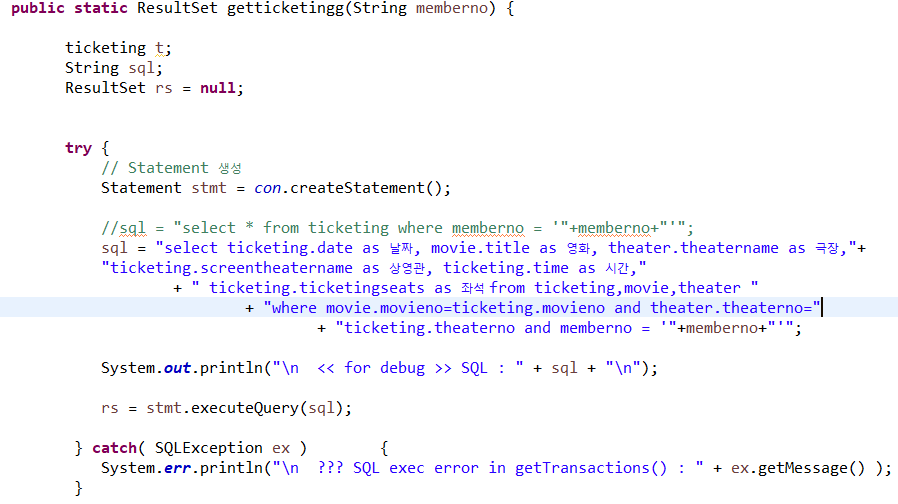 public static ResultSet getticketingg(String memberno) {
ticketing t;
String sql;
ResultSet rs = null;
try {
// Statement 생성
Statement stmt = con.createStatement();
//sql = "select * from ticketing where memberno = '"+memberno+"'";
sql = "select ticketing.date as 날짜, movie.title as 영화, theater.theatername as 극장,"+
"ticketing.screentheatername as 상영관, ticketing.time as 시간,"
+ " ticketing.ticketingseats as 좌석 from ticketing,movie,theater "
+ "where movie.movieno=ticketing.movieno and theater.theaterno="
+ "ticketing.theaterno and memberno = '"+memberno+"'";
System.out.println("\n  << for debug >> SQL : " + sql + "\n");
rs = stmt.executeQuery(sql);
} catch( SQLException ex )        {
System.err.println("\n  ??? SQL exec error in getTransactions() : " + ex.getMessage() );
}